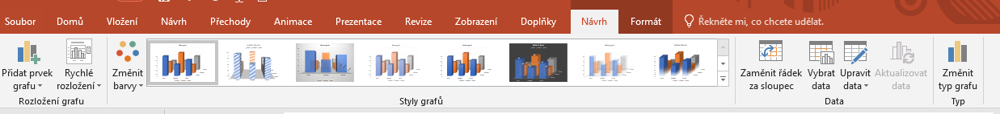 Soubor Domů Vložení Návrh Přechody Animace Prezentace Revize Zobrazení Doplňky Návrh Formát Řekněte mi, co chcete udělat.
Přidat prvek grafu
Rychlé rozložení
Rozložení grafu
Změnit barvy
Styly grafů
Zaměnit řádek za sloupec
Vybrat data
Upravit data
Aktualizovat data
Data
Změnit typ grafu
Typ